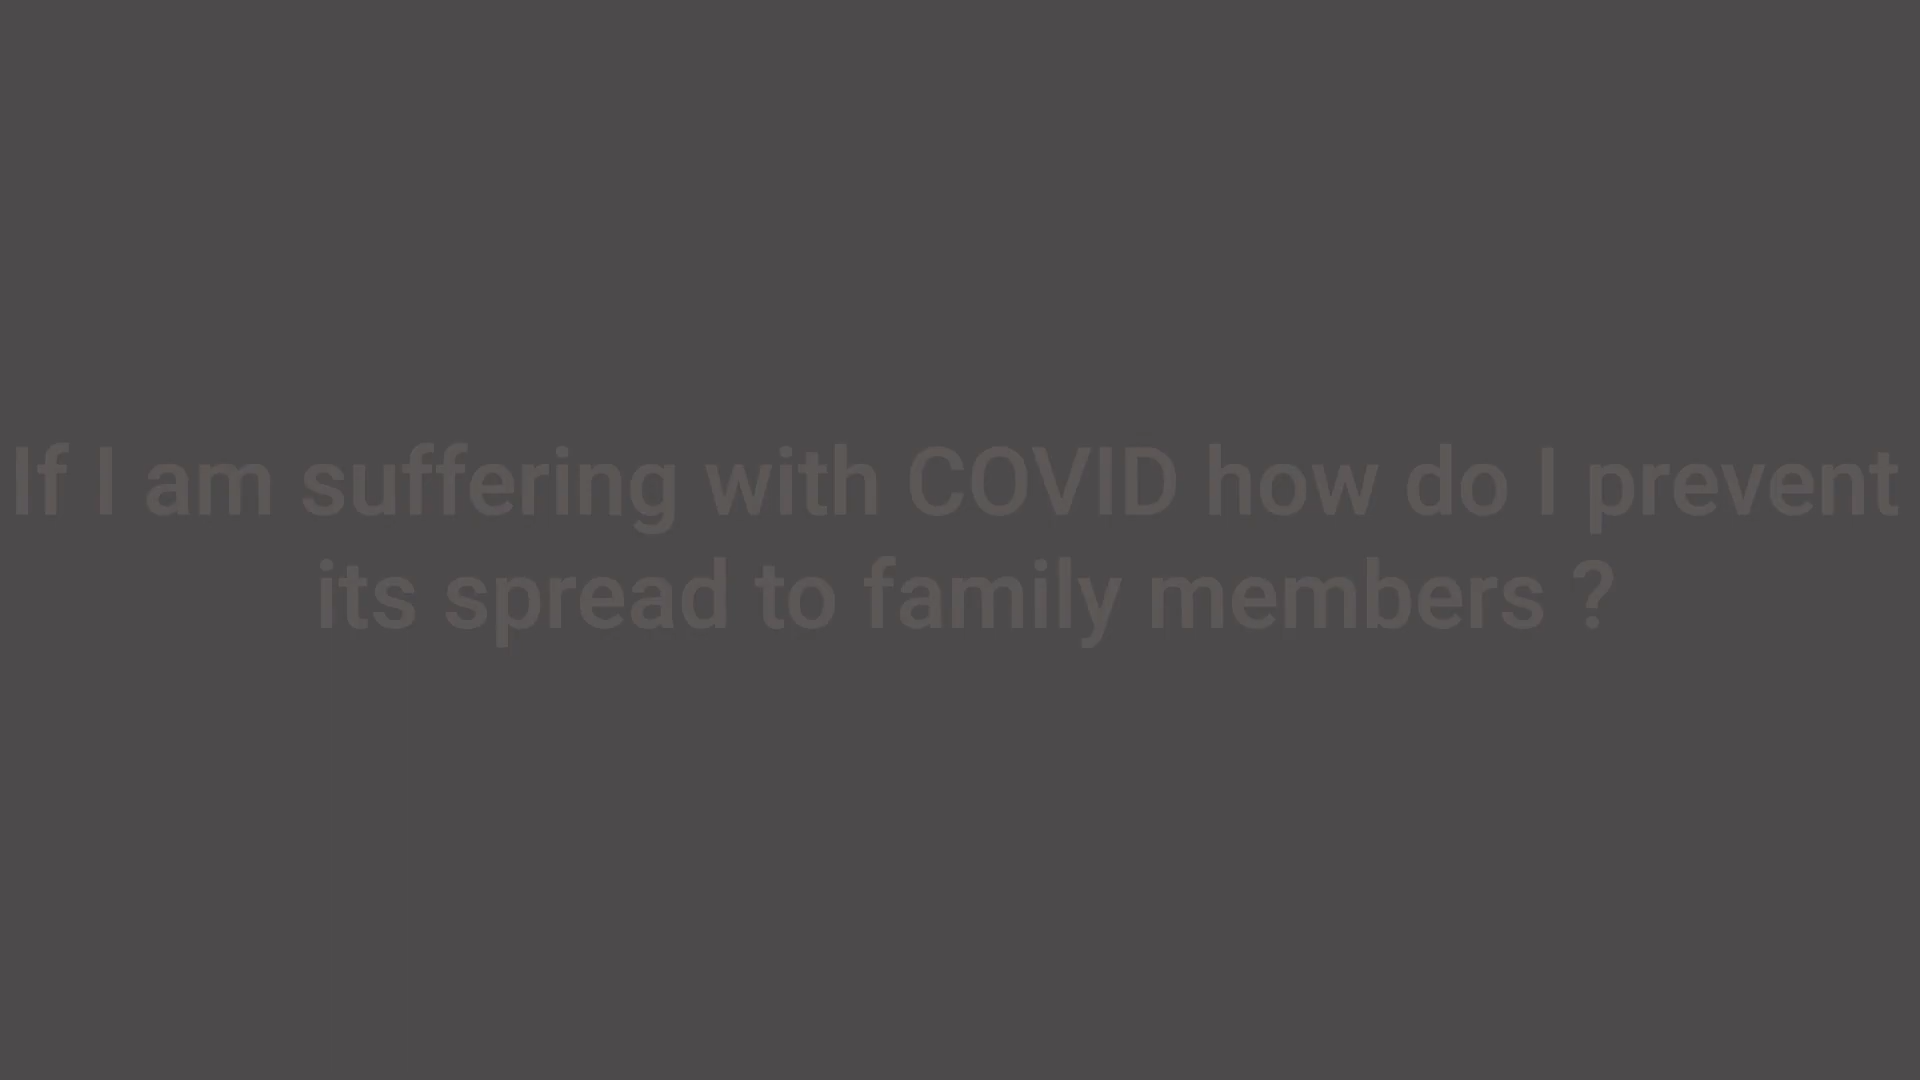 If I am suffering with COVID how do I prevent
its spread to family members ?